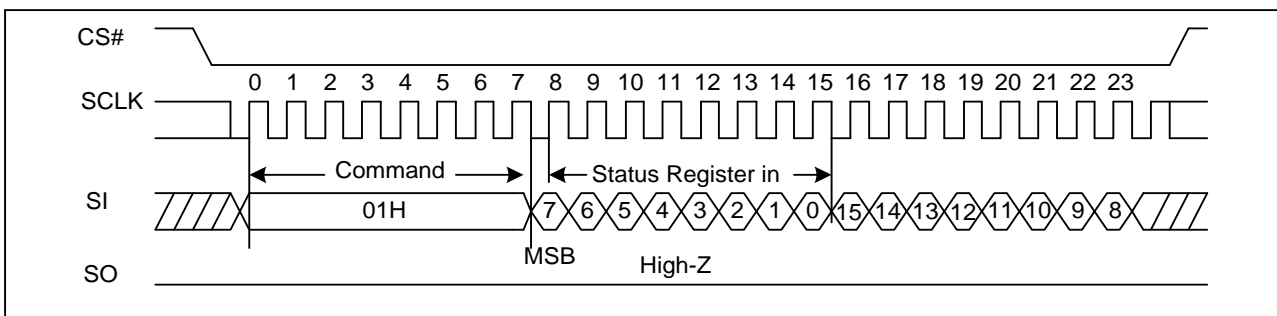 CS#
0 1 2 3 4 5 6 7 8 9 10 11 12 13 14 15 16 17 18 19 20 21 22 23
SCLK
Command Status Register in
SI 01H 7 6 5 4 3 2 1 0 15 14 13 12 11 10 9 8
MSB
SO High-Z